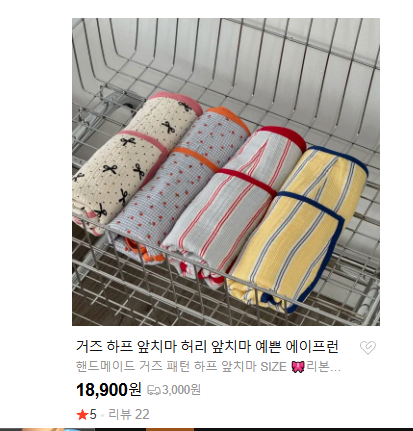 거즈 하프 앞치마 허리 앞치마 예쁜 에이프런
핸드메이드 거즈 패턴 하프 앞치마 SIZE 🎀리본...
18,900원 3,000원
★5 · 리뷰 22